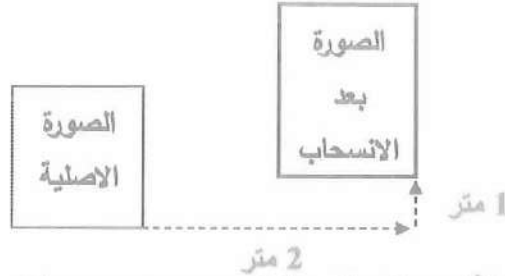 الصورة
بعد
الانسحاب
الصورة
الاصلية
1 متر
2 متر